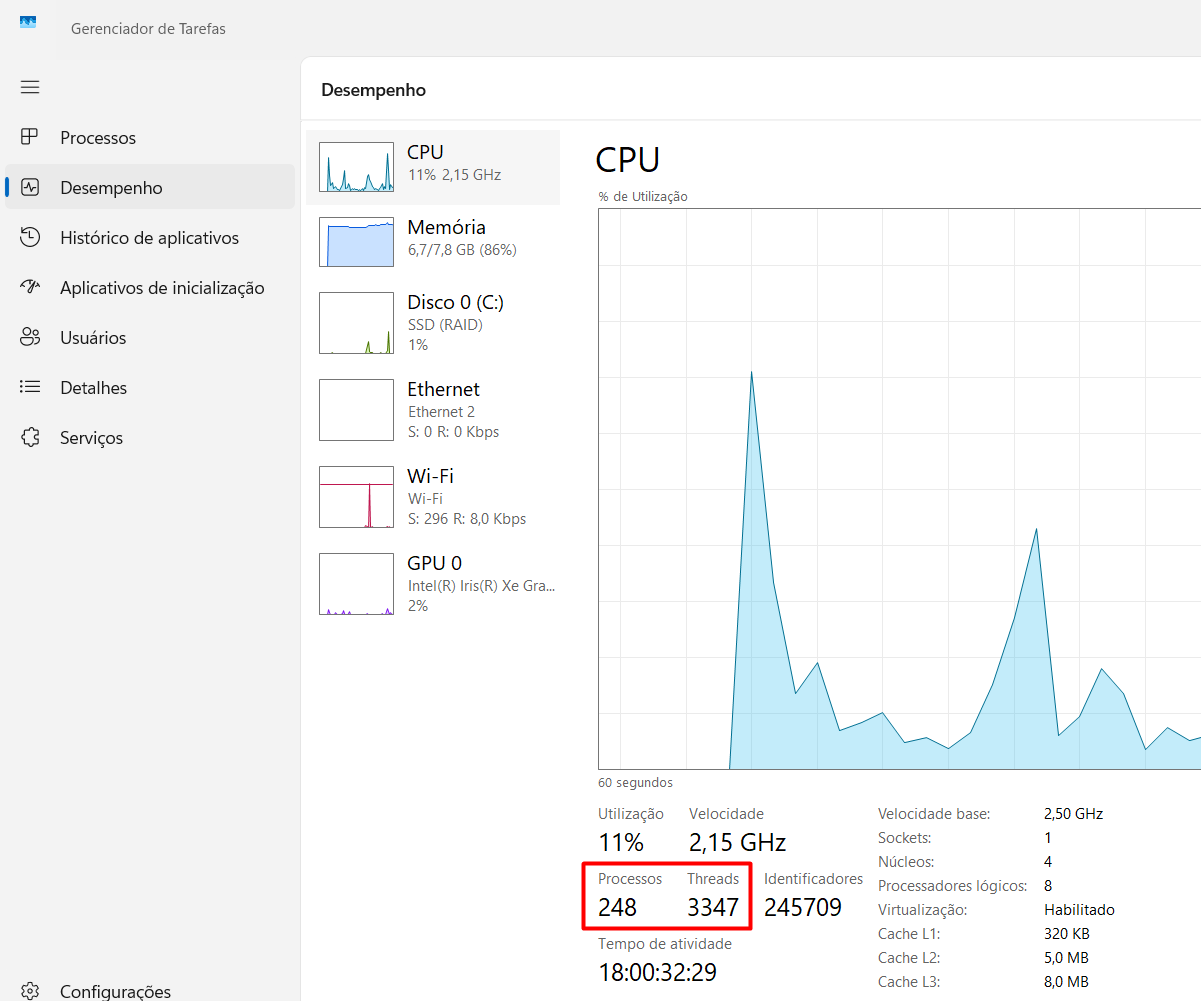 Gerenciador de Tarefas
Processos
Desempenho
Histórico de aplicativos
Aplicativos de inicialização
Usuários
Detalhes
Serviços
Configurações
Desempenho
CPU
11% 2,15 GHz
Memória
6,7/7,8 GB (86%)
Disco 0 (C:)
SSD (RAID)
1%
Ethernet
Ethernet 2
S: 0 R: 0 Kbps
Wi-Fi
Wi-Fi
S: 296 R: 8,0 Kbps
GPU 0
Intel(R) Iris(R) Xe Gra...
2%
CPU
% de Utilização
60 segundos
Utilização Velocidade
11% 2,15 GHz
Processos Threads Identificadores
248 3347 245709
Tempo de atividade
18:00:32:29
Velocidade base: 2,50 GHz
Sockets: 1
Núcleos: 4
Processadores lógicos: 8
Virtualização: Habilitado
Cache L1: 320 KB
Cache L2: 5,0 MB
Cache L3: 8,0 MB